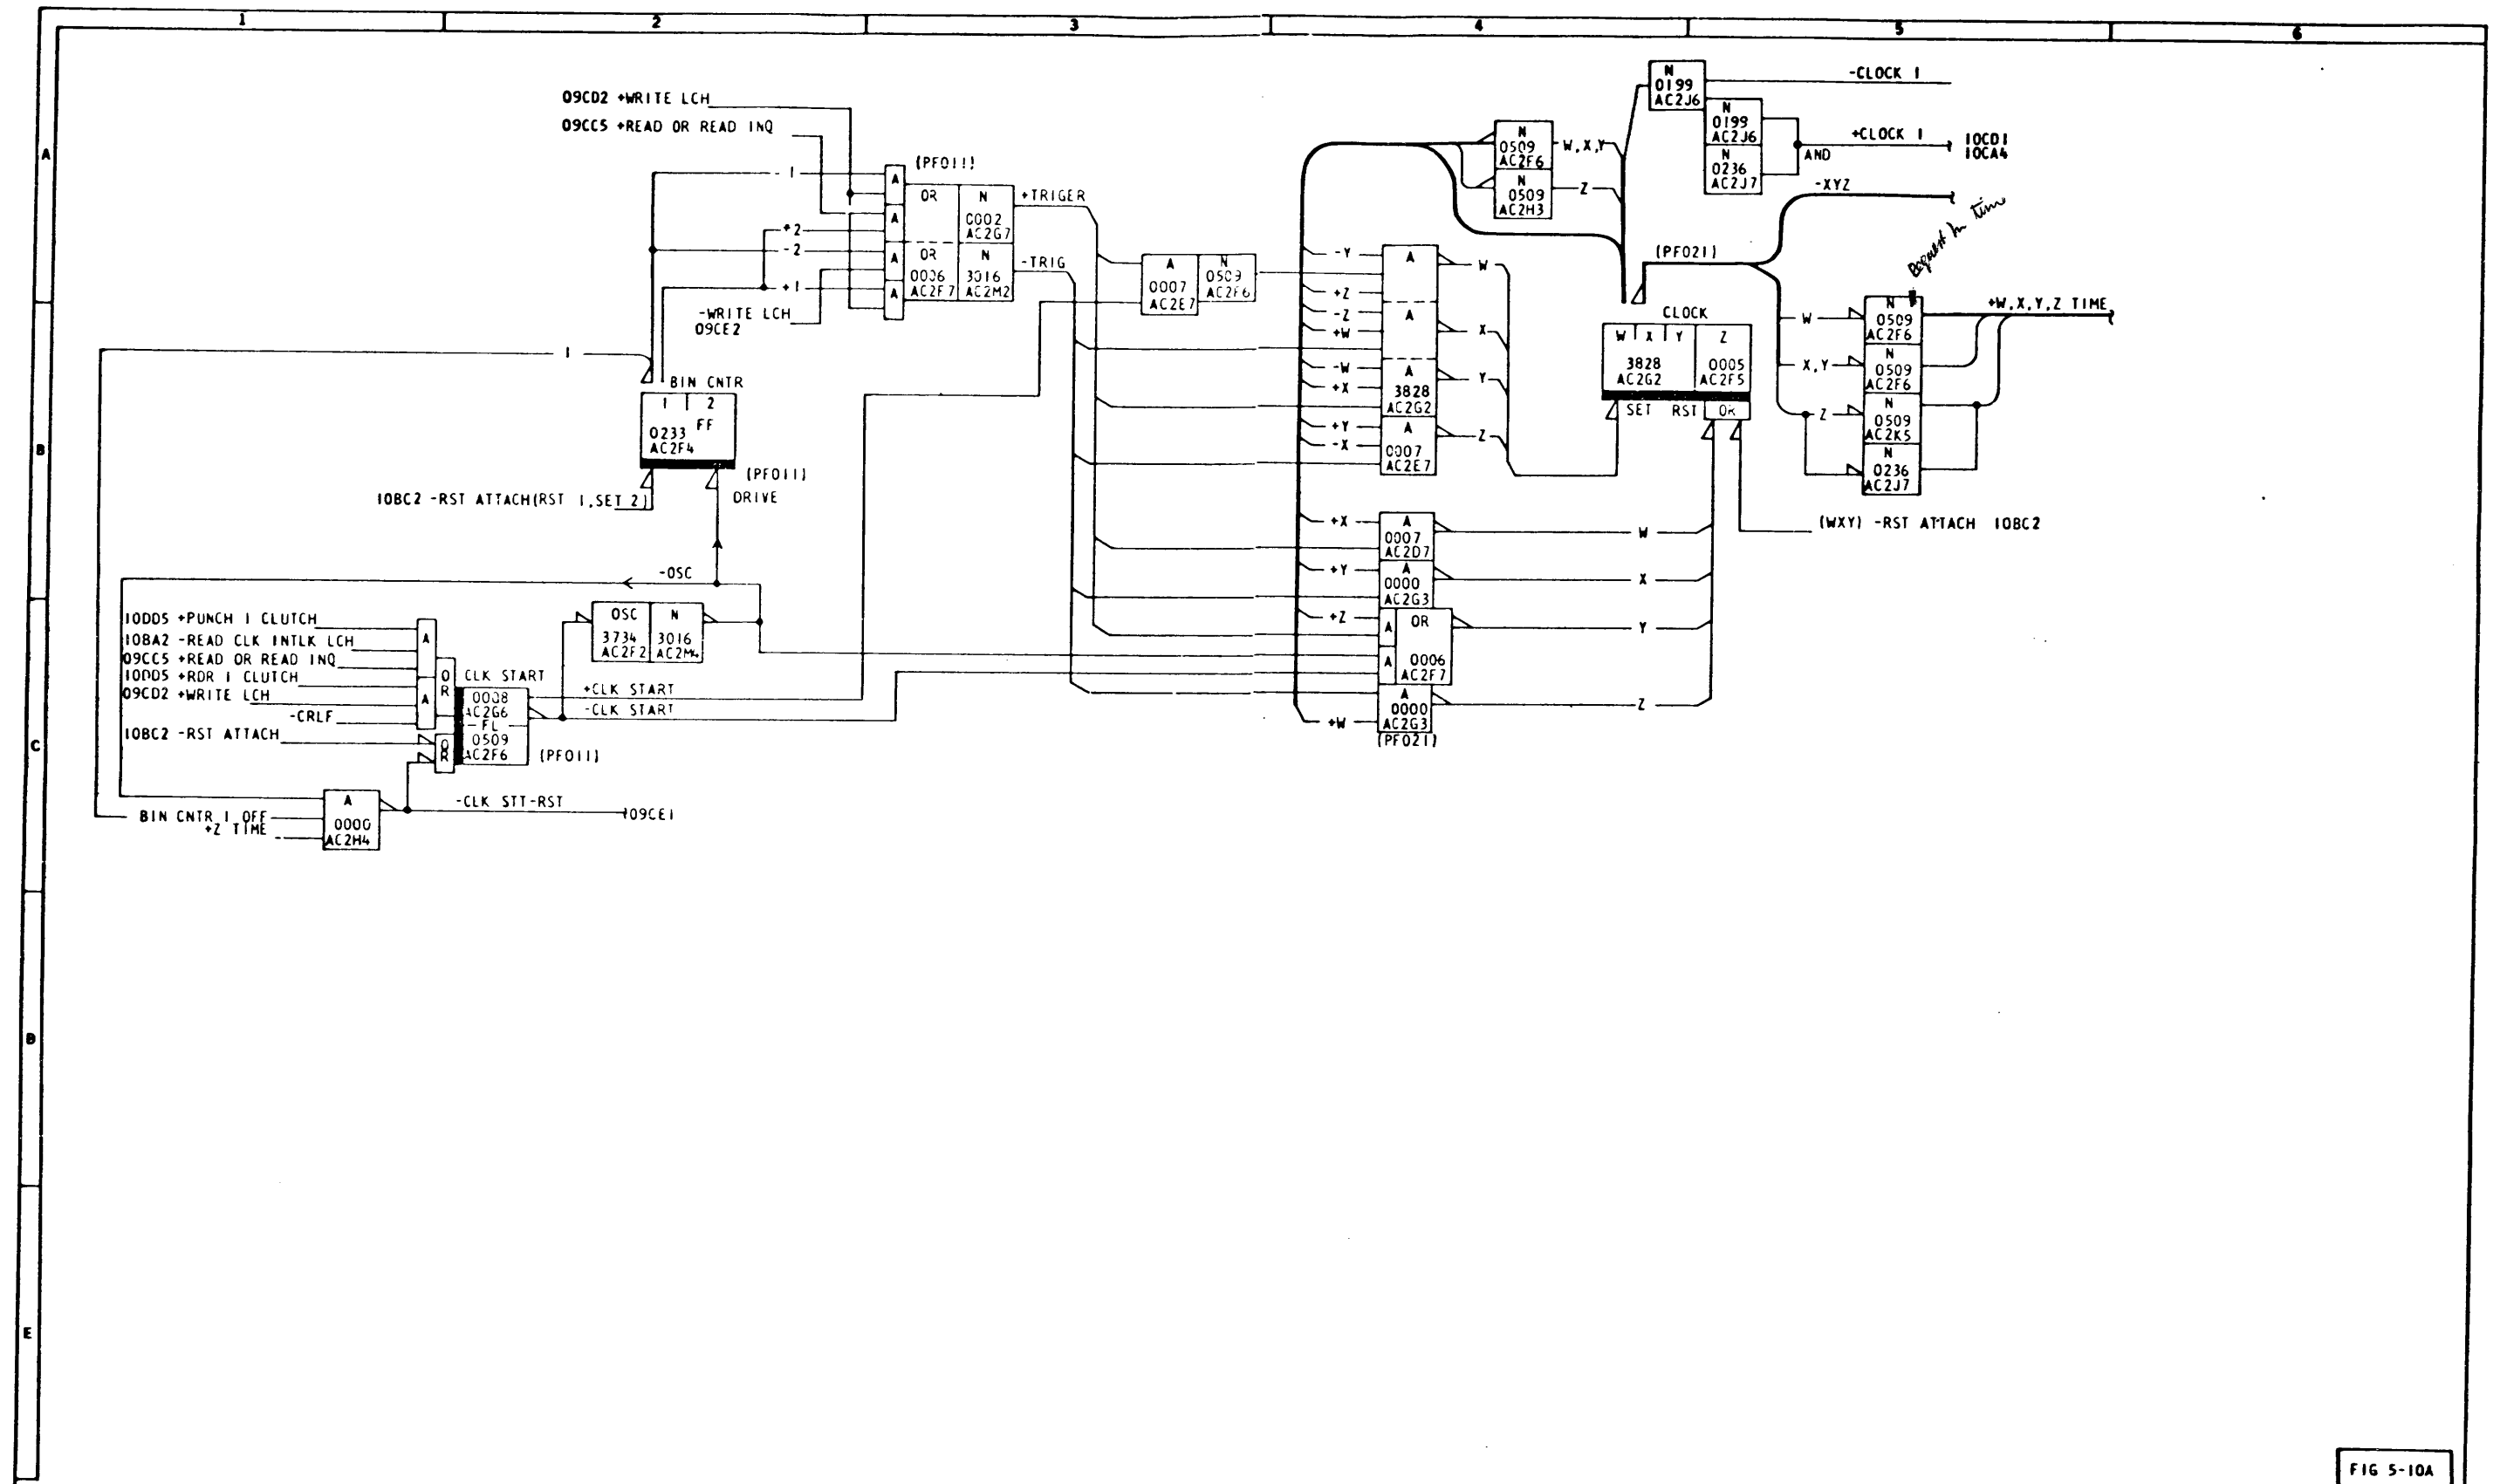 1 2 3 4 5 6
A
B
C
D
E
09CD2 +WRITE LCH
09CC5 +READ OR READ INQ
(PF011)
1
+2
-2
+1
-WRITE LCH
09CE2
A
A
A
A
OR
OR
0006
AC2F7
N
0002
AC2G7
N
3016
AC2M2
+TRIGER
-TRIG
1
BIN CNTR
1 2
FF
0233
AC2F4
(PF011)
DRIVE
10BC2 -RST ATTACH(RST 1,SET 2)
-OSC
10DD5 +PUNCH 1 CLUTCH
10BA2 -READ CLK INTLK LCH
09CC5 +READ OR READ INQ
10DD5 +RDR 1 CLUTCH
09CD2 +WRITE LCH
-CRLF
10BC2 -RST ATTACH
A
A
OR
OR
CLK START
0008
AC2G6
FL
0509
AC2F6
(PF011)
OSC
3734
AC2F2
N
3016
AC2M4
+CLK START
-CLK START
BIN CNTR 1 OFF
+Z TIME
A
0000
AC2H4
-CLK STT-RST
09CE1
A
0007
AC2E7
N
0509
AC2F6
-Y
+Z
-Z
+W
-W
+X
+Y
-X
A
A
A
3828
AC2G2
A
0007
AC2E7
W
X
Y
Z
+X
+Y
+Z
+W
A
0007
AC2D7
A
0000
AC2G3
A
A
OR
0006
AC2F7
A
0000
AC2G3
(PF021)
W
X
Y
Z
N
0509
AC2F6
N
0509
AC2H3
W,X,Y
Z
N
0199
AC2J6
N
0199
AC2J6
N
0236
AC2J7
AND
-CLOCK 1
+CLOCK 1
10CD1
10CA4
-XYZ
Request In time
(PF021)
CLOCK
W X Y Z
3828
AC2G2
0005
AC2F5
SET RST OR
W
X,Y
Z
N
0509
AC2F6
N
0509
AC2F6
N
0509
AC2K5
N
0236
AC2J7
+W,X,Y,Z TIME
(WXY) -RST ATTACH 10BC2
FIG 5-10A